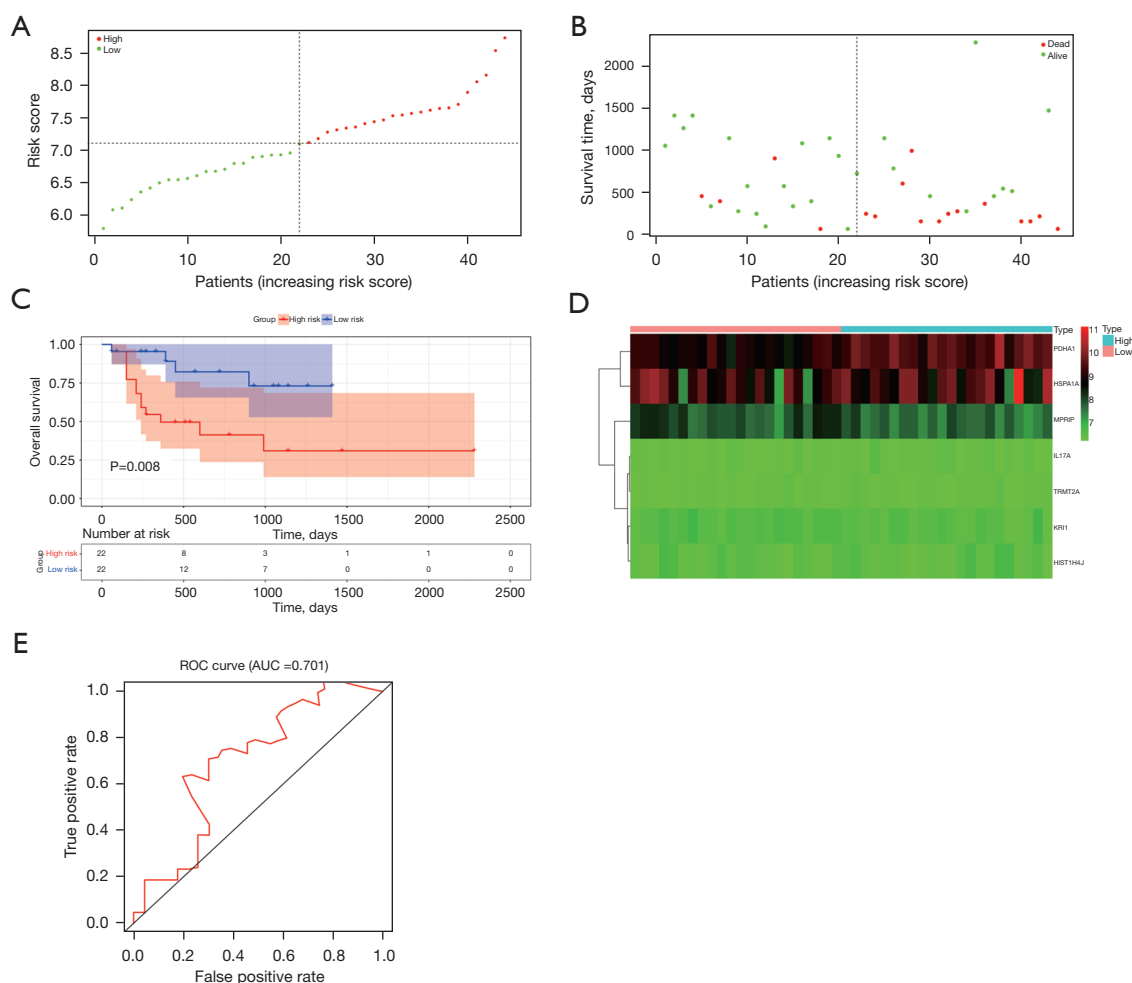 A
High
Low
8.5
8.0
7.5
7.0
6.5
6.0
Risk score
0 10 20 30 40
Patients (increasing risk score)
B
Dead
Alive
2000
1500
1000
500
0
Survival time, days
0 10 20 30 40
Patients (increasing risk score)
C
Group High risk Low risk
1.00
0.75
0.50
0.25
0.00
Overall survival
P=0.008
0 500 1000 1500 2000 2500
Time, days
Number at risk
Group
High risk 22 8 3 1 1 0
Low risk 22 12 7 0 0 0
0 500 1000 1500 2000 2500
Time, days
D
Type
PDHA1
HSPA1A
MPRIP
IL17A
TRMT2A
KRI1
HIST1H4J
11
10
9
8
7
Type
High
Low
E
ROC curve (AUC =0.701)
1.0
0.8
0.6
0.4
0.2
0.0
True positive rate
0.0 0.2 0.4 0.6 0.8 1.0
False positive rate